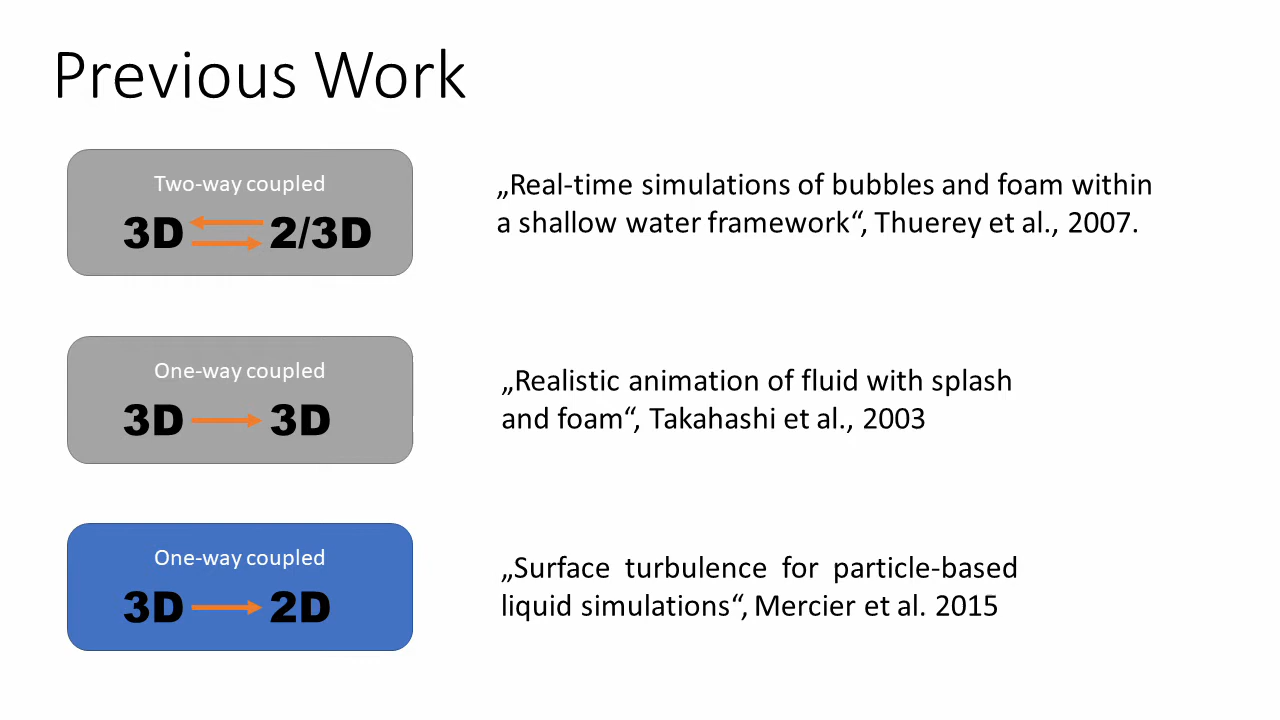 Previous Work
Two-way coupled
3D 2/3D
„Real-time simulations of bubbles and foam within
a shallow water framework“, Thuerey et al., 2007.
One-way coupled
3D 3D
„Realistic animation of fluid with splash
and foam“, Takahashi et al., 2003
One-way coupled
3D 2D
„Surface turbulence for particle-based
liquid simulations“, Mercier et al. 2015